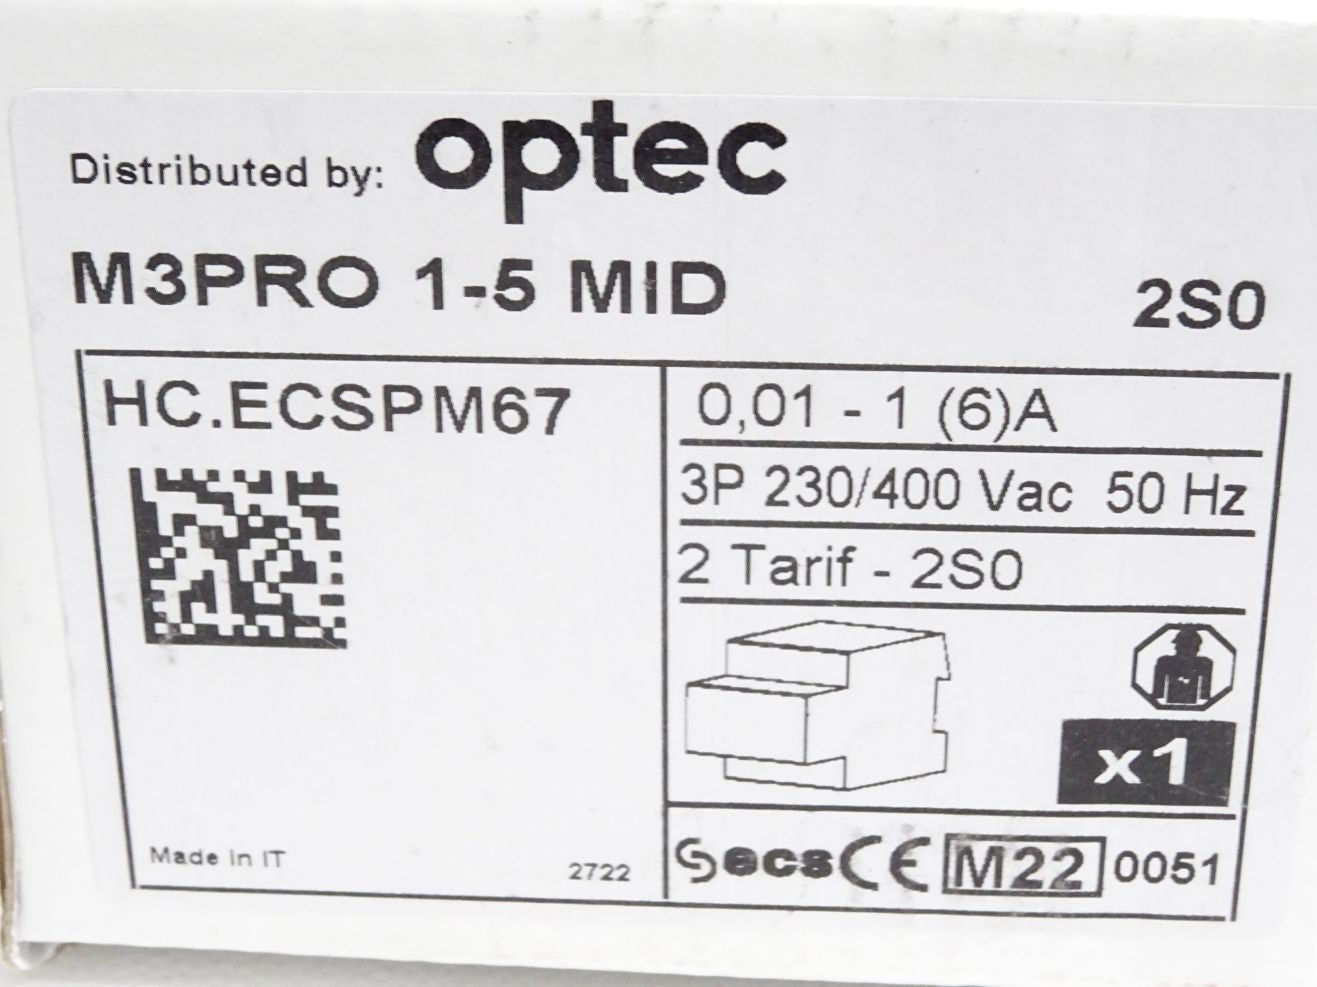 Distributed by: optec
M3PRO 1-5 MID
2S0
HC.ECSPM67
0,01 - 1 (6)A
3P 230/400 Vac 50 Hz
2 Tarif - 2S0
x1
Made in IT
2722
ecs CE M22 0051